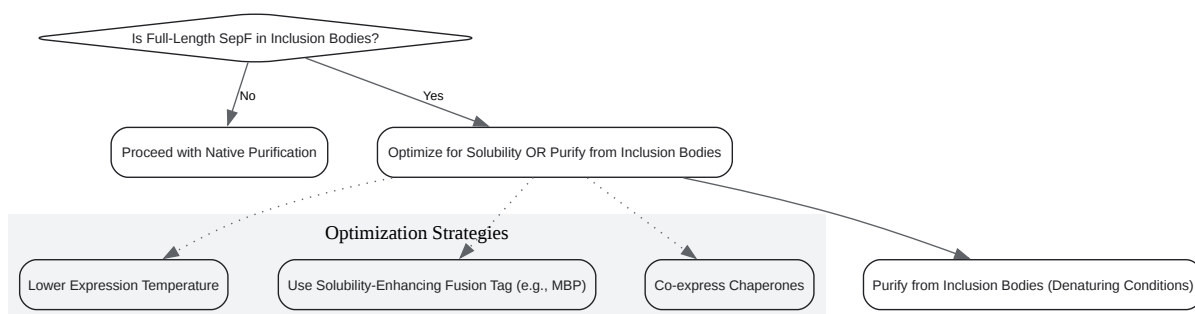 Is Full-Length SepF in Inclusion Bodies?
No
Yes
Proceed with Native Purification
Optimize for Solubility OR Purify from Inclusion Bodies
Optimization Strategies
Lower Expression Temperature
Use Solubility-Enhancing Fusion Tag (e.g., MBP)
Co-express Chaperones
Purify from Inclusion Bodies (Denaturing Conditions)